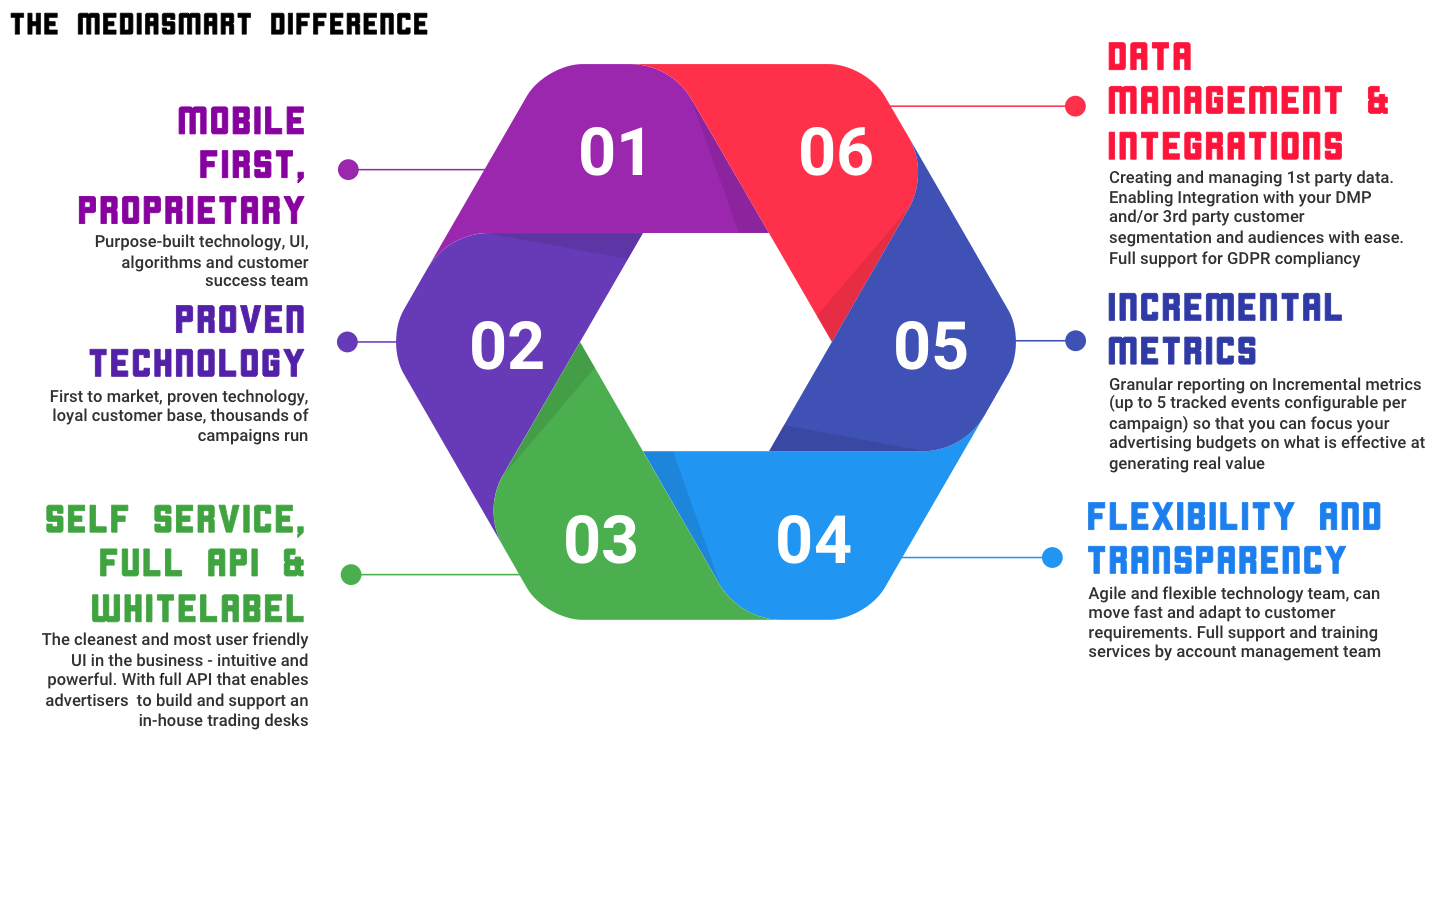 THE MEDIASMART DIFFERENCE
01
MOBILE
FIRST,
PROPRIETARY
Purpose-built technology, UI,
algorithms and customer
success team
02
PROVEN
TECHNOLOGY
First to market, proven technology,
loyal customer base, thousands of
campaigns run
03
SELF SERVICE,
FULL API &
WHITELABEL
The cleanest and most user friendly
UI in the business - intuitive and
powerful. With full API that enables
advertisers  to build and support an
in-house trading desks
04
FLEXIBILITY AND
TRANSPARENCY
Agile and flexible technology team, can
move fast and adapt to customer
requirements. Full support and training
services by account management team
05
INCREMENTAL
METRICS
Granular reporting on Incremental metrics
(up to 5 tracked events configurable per
campaign) so that you can focus your
advertising budgets on what is effective at
generating real value
06
DATA
MANAGEMENT &
INTEGRATIONS
Creating and managing 1st party data.
Enabling Integration with your DMP
and/or 3rd party customer
segmentation and audiences with ease.
Full support for GDPR compliancy